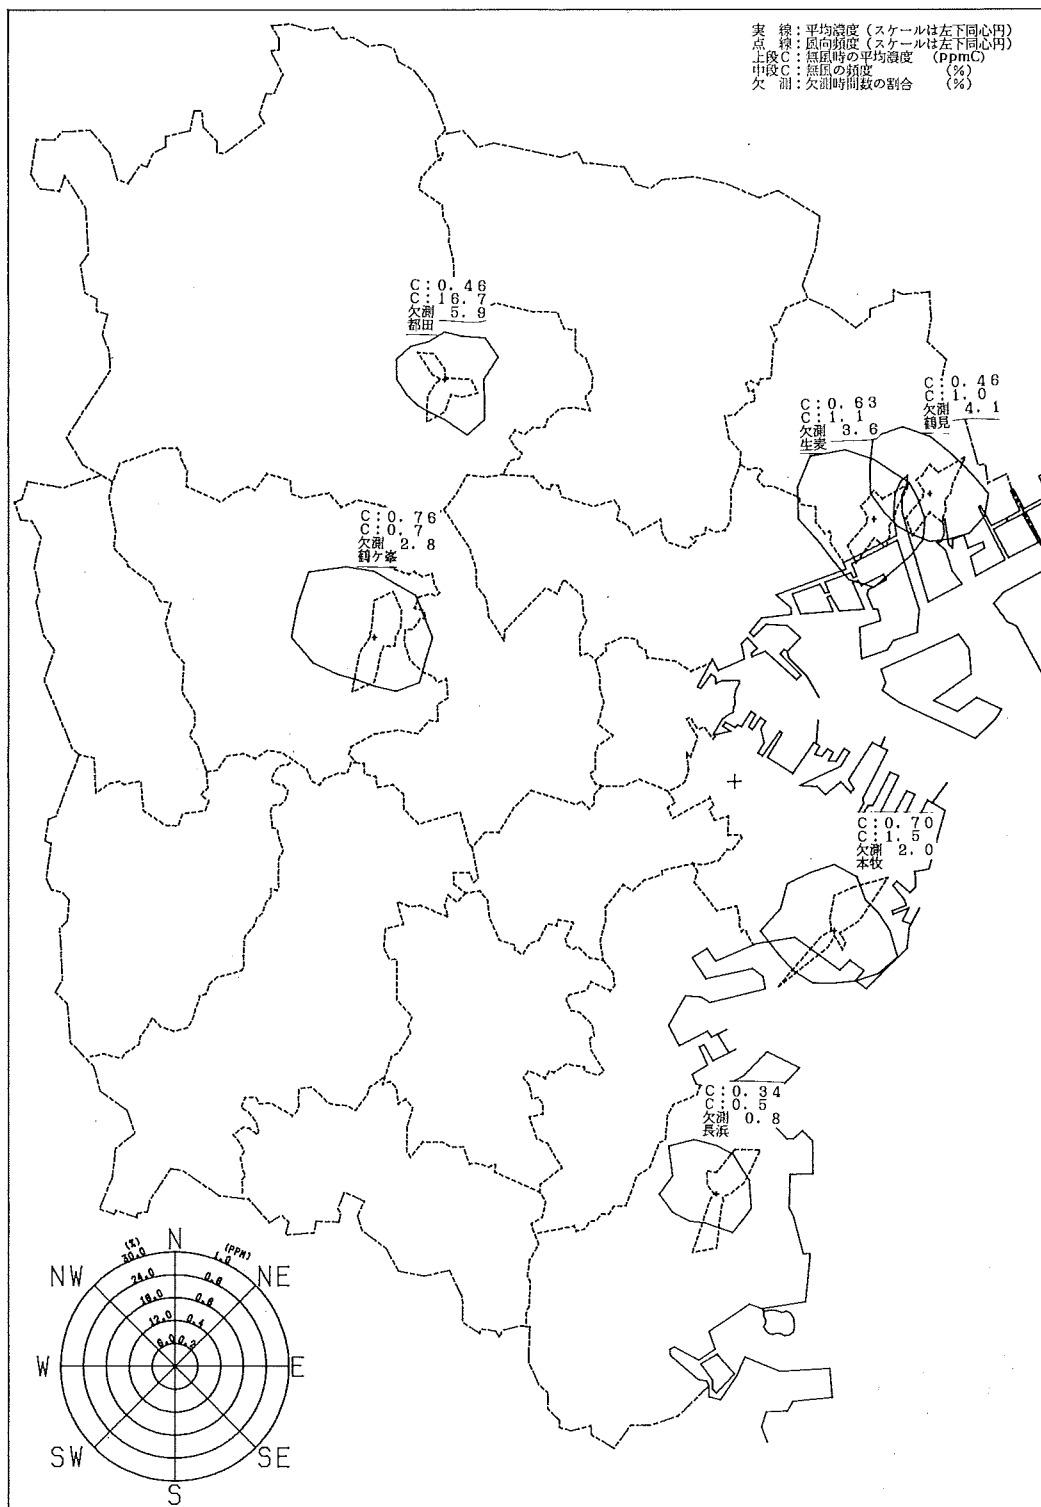 実　線：平均濃度（スケールは左下同心円）
点　線：風向頻度（スケールは左下同心円）
上段C：無風時の平均濃度　（ppmC）
中段C：無風の頻度　（%）
欠　測：欠測時間数の割合　（%）
C：0.46
C：16.7
欠測　5.9
都田
C：0.46
C：1.0
欠測　4.1
鶴見
C：0.63
C：1.1
欠測　3.6
生麦
C：0.76
C：0.7
欠測　2.8
鶴ケ峯
C：0.70
C：1.5
欠測　2.0
本牧
C：0.34
C：0.5
欠測　0.8
長浜
N
(%)
(PPM)
30.0
1.0
NW
NE
24.0
0.8
18.0
0.6
12.0
0.4
6.0
0.2
W
E
SW
SE
S